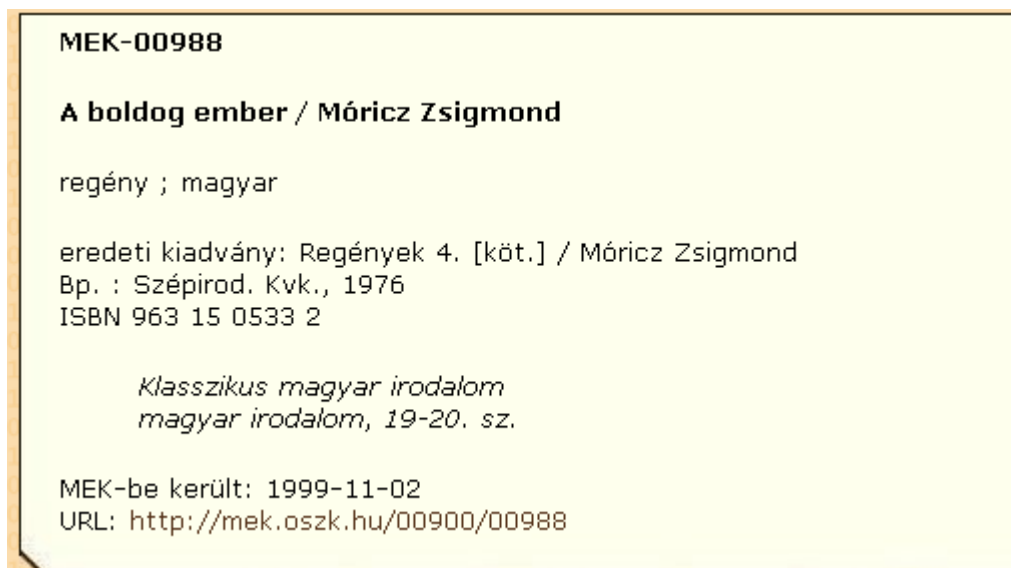 MEK-00988
A boldog ember / Móricz Zsigmond
regény ; magyar
eredeti kiadvány: Regények 4. [köt.] / Móricz Zsigmond
Bp. : Szépirod. Kvk., 1976
ISBN 963 15 0533 2
Klasszikus magyar irodalom
magyar irodalom, 19-20. sz.
MEK-be került: 1999-11-02
URL: http://mek.oszk.hu/00900/00988